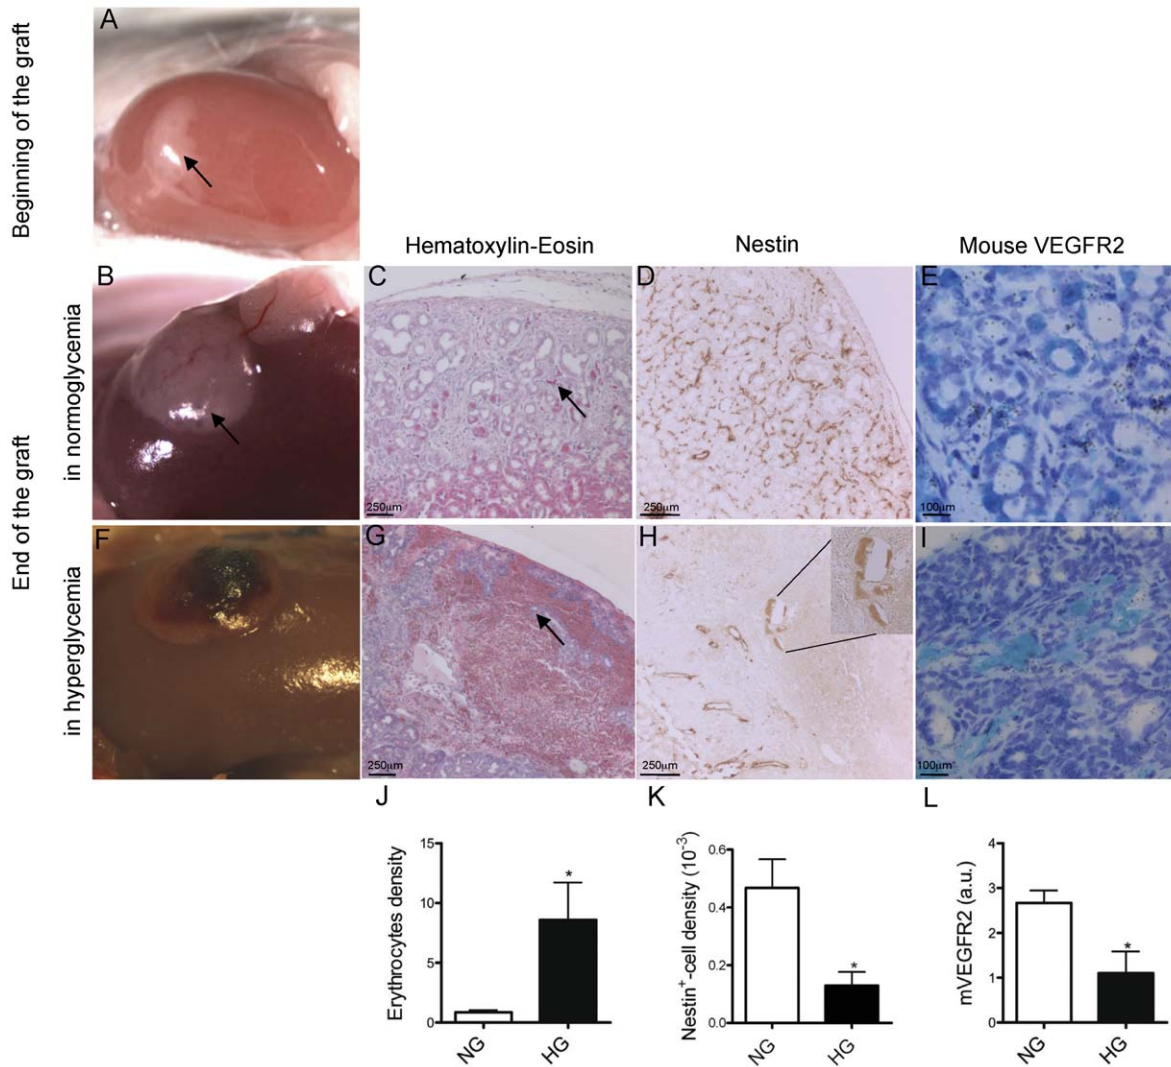 Beginning of the graft
A
Hematoxylin-Eosin
Nestin
Mouse VEGFR2
End of the graft
in normoglycemia
B
C
250µm
D
250µm
E
100µm
in hyperglycemia
F
G
250µm
H
250µm
I
100µm
J
Erythrocytes density
15
10
5
0
*
NG
HG
K
Nestin⁺-cell density (10⁻³)
0.6
0.4
0.2
0.0
*
NG
HG
L
mVEGFR2 (a.u.)
4
3
2
1
0
*
NG
HG